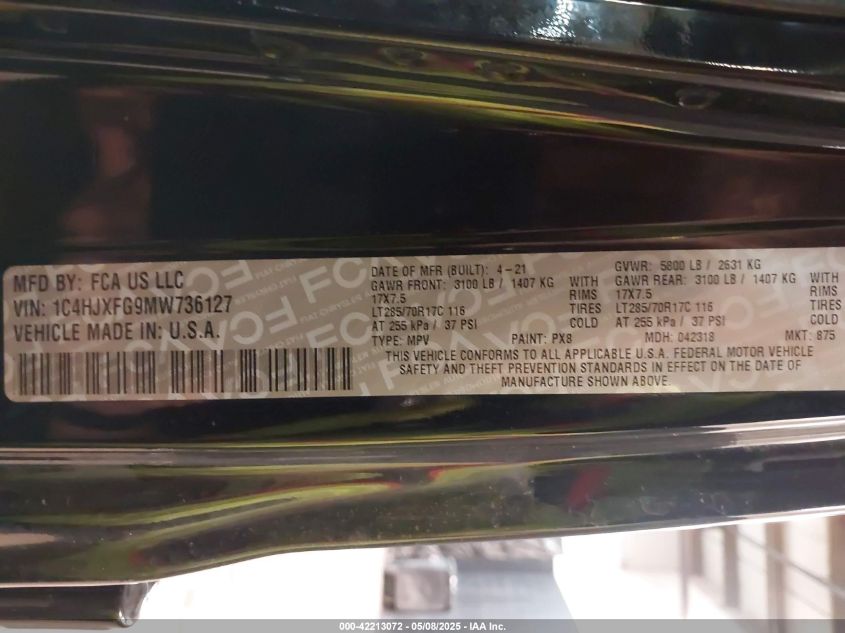 MFD BY: FCA US LLC
VIN: 1C4HJXFG9MW736127
VEHICLE MADE IN: U.S.A.
DATE OF MFR (BUILT): 4-21
GAWR FRONT: 3100 LB / 1407 KG WITH
17X7.5 RIMS
LT285/70R17C 116 TIRES
AT 255 kPa / 37 PSI COLD
TYPE: MPV PAINT: PX8
GVWR: 5800 LB / 2631 KG
GAWR REAR: 3100 LB / 1407 KG WITH
17X7.5 RIMS
LT285/70R17C 116 TIRES
AT 255 kPa / 37 PSI COLD
MDH: 042318 MKT: 875
THIS VEHICLE CONFORMS TO ALL APPLICABLE U.S.A. FEDERAL MOTOR VEHICLE
SAFETY AND THEFT PREVENTION STANDARDS IN EFFECT ON THE DATE OF
MANUFACTURE SHOWN ABOVE.
000-42213072 — 05/08/2025 — IAA Inc.